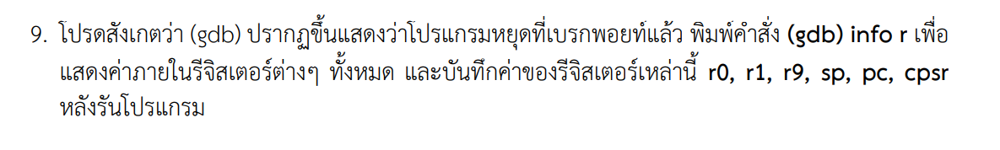 9. โปรดสังเกตว่า (gdb) ปรากฏขึ้นแสดงว่าโปรแกรมหยุดที่เบรกพอยท์แล้ว พิมพ์คำสั่ง (gdb) info r เพื่อ
แสดงค่าภายในรีจิสเตอร์ต่างๆ ทั้งหมด และบันทึกค่าของรีจิสเตอร์เหล่านี้ r0, r1, r9, sp, pc, cpsr
หลังรันโปรแกรม